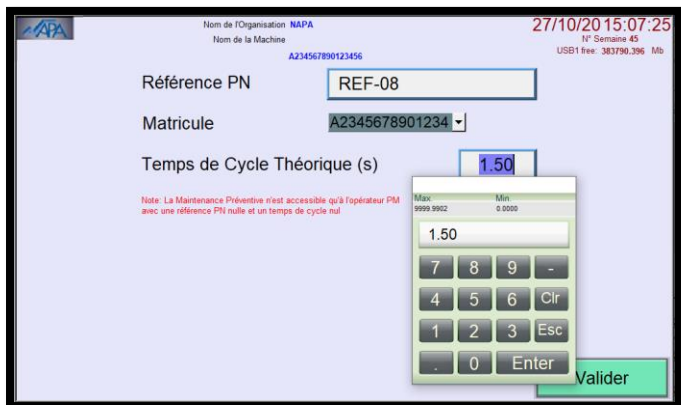 NAPA
Nom de l'Organisation NAPA
27/10/20 15:07:25
Nom de la Machine
N° Semaine 45
A234567890123456
USB1 free: 383790.396 Mb
Référence PN
REF-08
Matricule
A2345678901234
Temps de Cycle Théorique (s)
1.50
Note: La Maintenance Préventive n'est accessible qu'à l'opérateur PM
avec une référence PN nulle et un temps de cycle nul
Max. Min.
9999.9902 0.0000
1.50
7 8 9 -
4 5 6 Clr
1 2 3 Esc
. 0 Enter
Valider